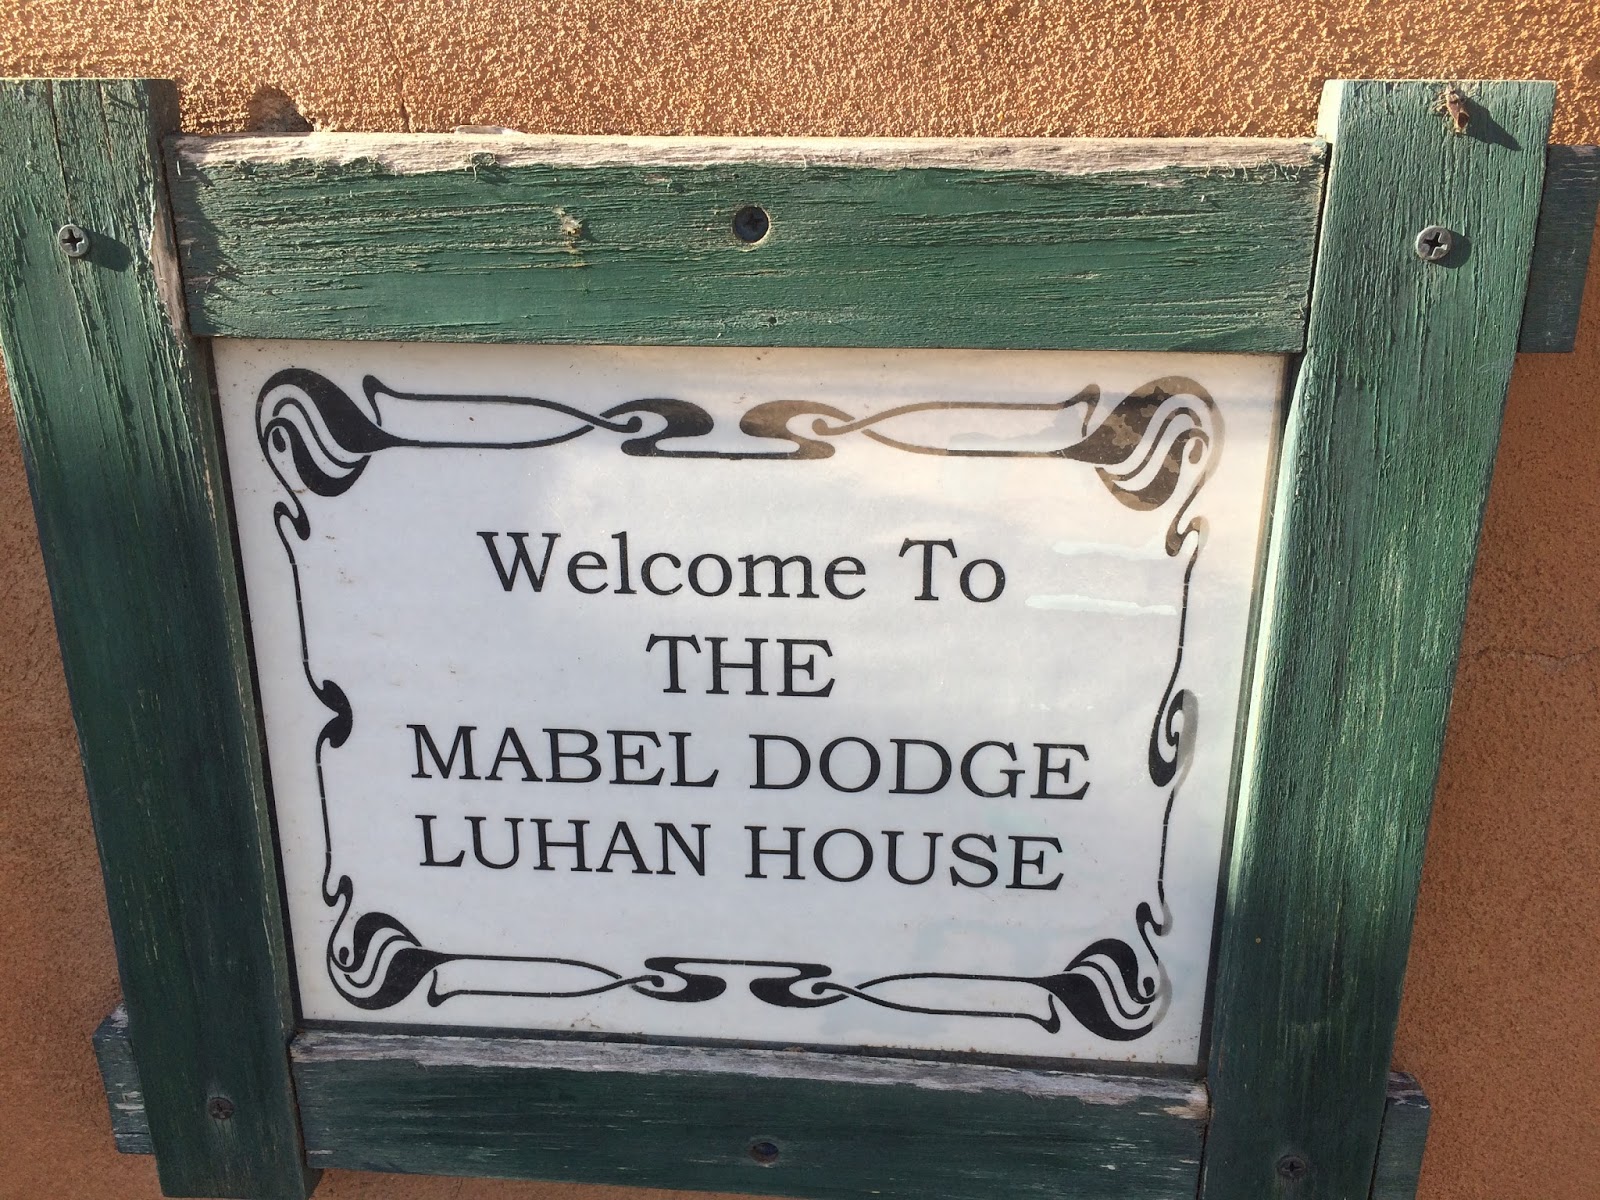 Welcome To
THE
MABEL DODGE
LUHAN HOUSE